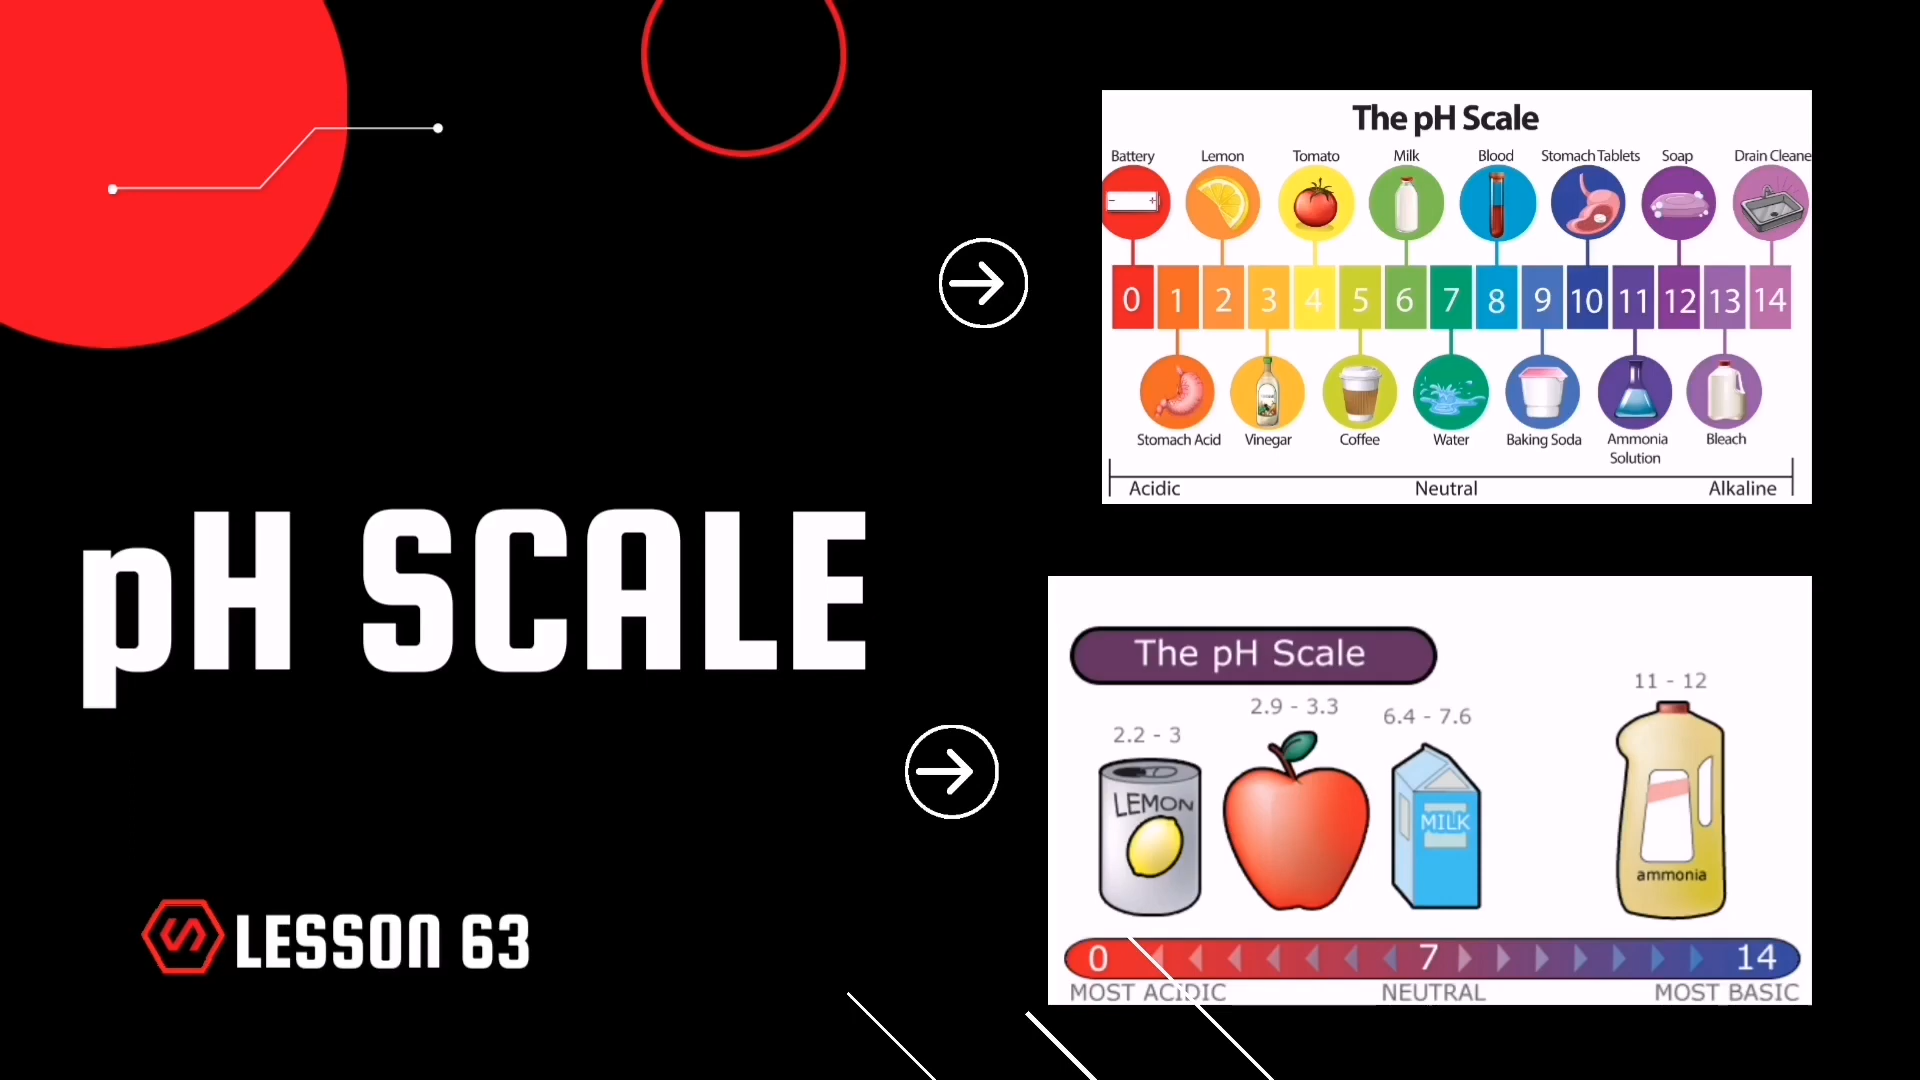 pH SCALE
LESSON 63
The pH Scale
Battery Lemon Tomato Milk Blood Stomach Tablets Soap Drain Cleane
0 1 2 3 4 5 6 7 8 9 10 11 12 13 14
Stomach Acid Vinegar Coffee Water Baking Soda Ammonia Solution Bleach
Acidic Neutral Alkaline
The pH Scale
2.2 - 3 2.9 - 3.3 6.4 - 7.6 11 - 12
LEMON
MILK
ammonia
0 7 14
MOST ACIDIC NEUTRAL MOST BASIC